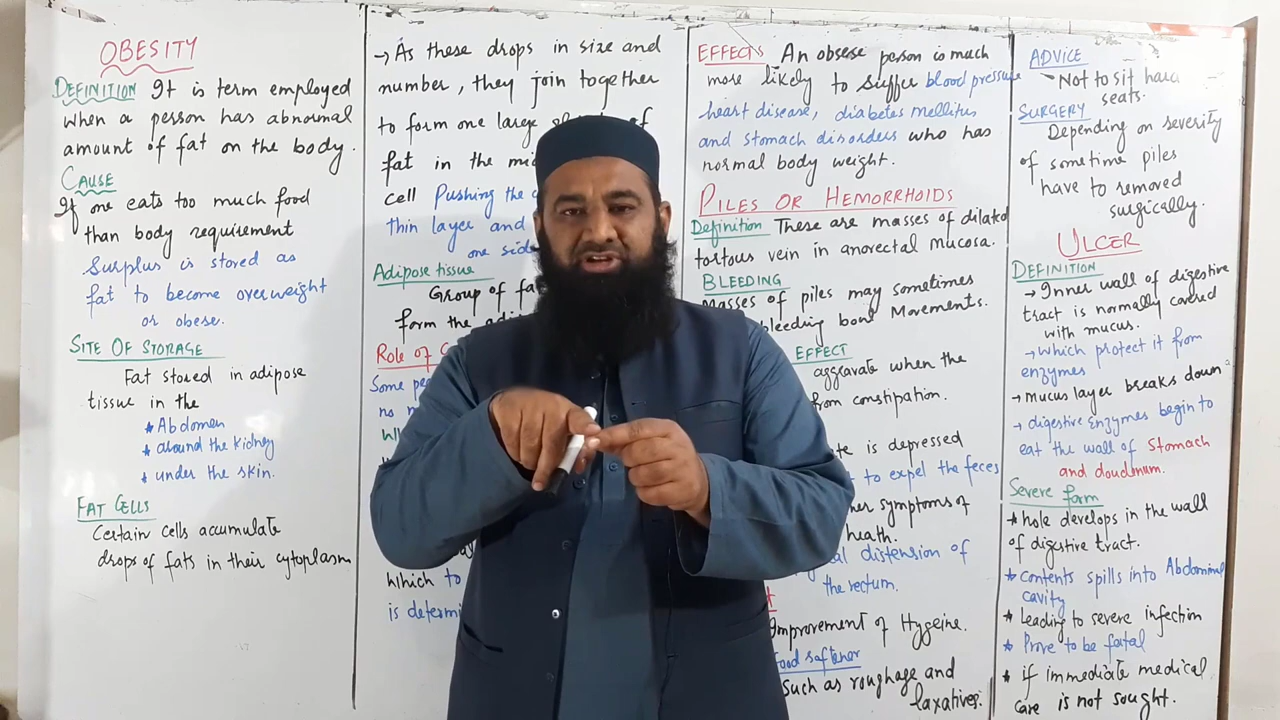 OBESITY
DEFINITION It is term employed
when a person has abnormal
amount of fat on the body.
CAUSE
If one eats too much food
than body requirement
Surplus is stored as
fat to become overweight
or obese.
SITE OF STORAGE
Fat stored in adipose
tissue in the
* Abdomen
* around the kidney
* under the skin.
FAT CELLS
Certain cells accumulate
drops of fats in their cytoplasm
→ As these drops in size and
number, they join together
to form one large
fat in the
cell Pushing the
thin layer and
one side
Adipose tissue
Group of
form the
Role of
Some
no
which to
is
EFFECTS An obsese person is much
more likely to suffer blood pressure
heart disease, diabetes mellitus
and stomach disorders who has
normal body weight.
PILES OR HEMORRHOIDS
Definition These are masses of dilated
tortous vein in anorectal mucosa.
BLEEDING
Masses of piles may sometimes
bleeding bowl Movements.
EFFECT
aggravate when the
from constipation.
is depressed
to expel the feces
symptoms of
heath.
distension of
the rectum.
Improvement of Hygeine.
food softener
such as roughage and
laxatives.
ADVICE
- Not to sit hard
seats.
SURGERY
Depending on severity
of sometime piles
have to removed
surgically.
ULCER
DEFINITION
→ Inner wall of digestive
tract is normally covered
with mucus.
→ which protect it from
enzymes
→ mucus layer breaks down
→ digestive enzymes begin to
eat the wall of Stomach
and doudenum.
Severe form
* hole develops in the wall
of digestive tract.
* contents spills into Abdominal
cavity
* Leading to severe infection
* Prove to be fatal
* if immediate medical
care is not sought.